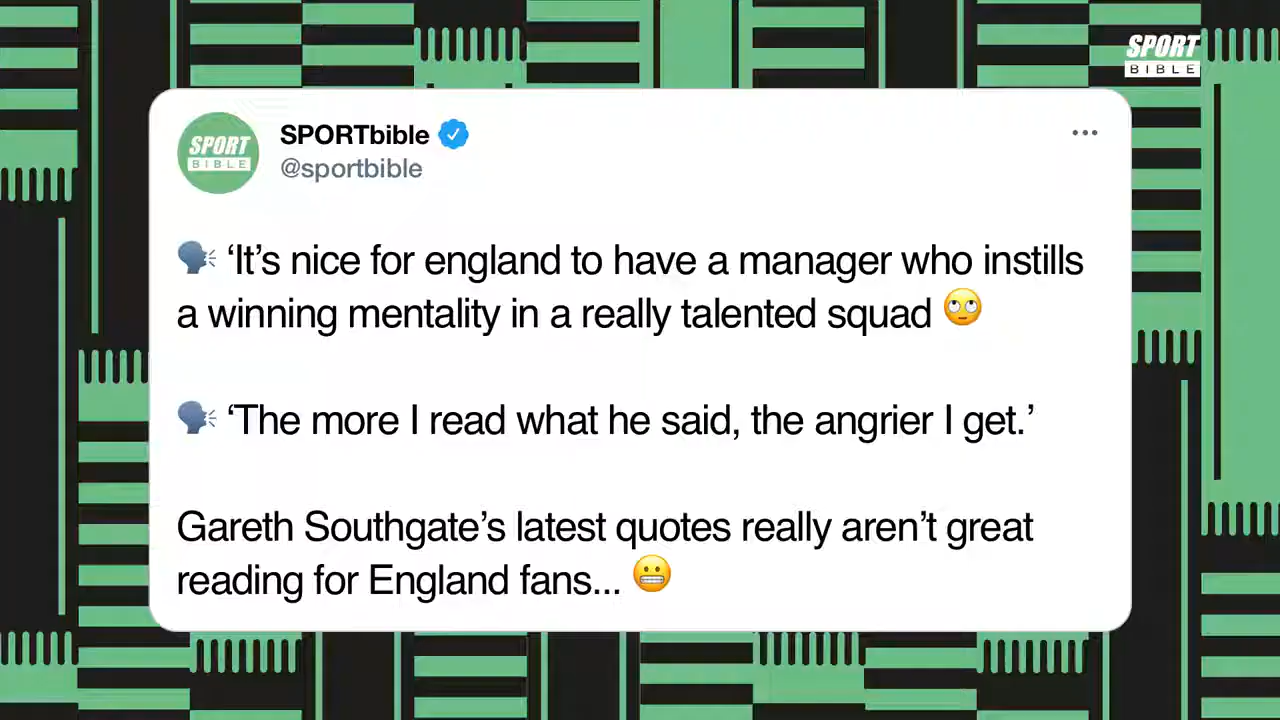 SPORT
BIBLE
SPORT
BIBLE
SPORTbible
@sportbible
🗣️ ‘It’s nice for england to have a manager who instills
a winning mentality in a really talented squad 🙄
🗣️ ‘The more I read what he said, the angrier I get.’
Gareth Southgate’s latest quotes really aren’t great
reading for England fans... 😬